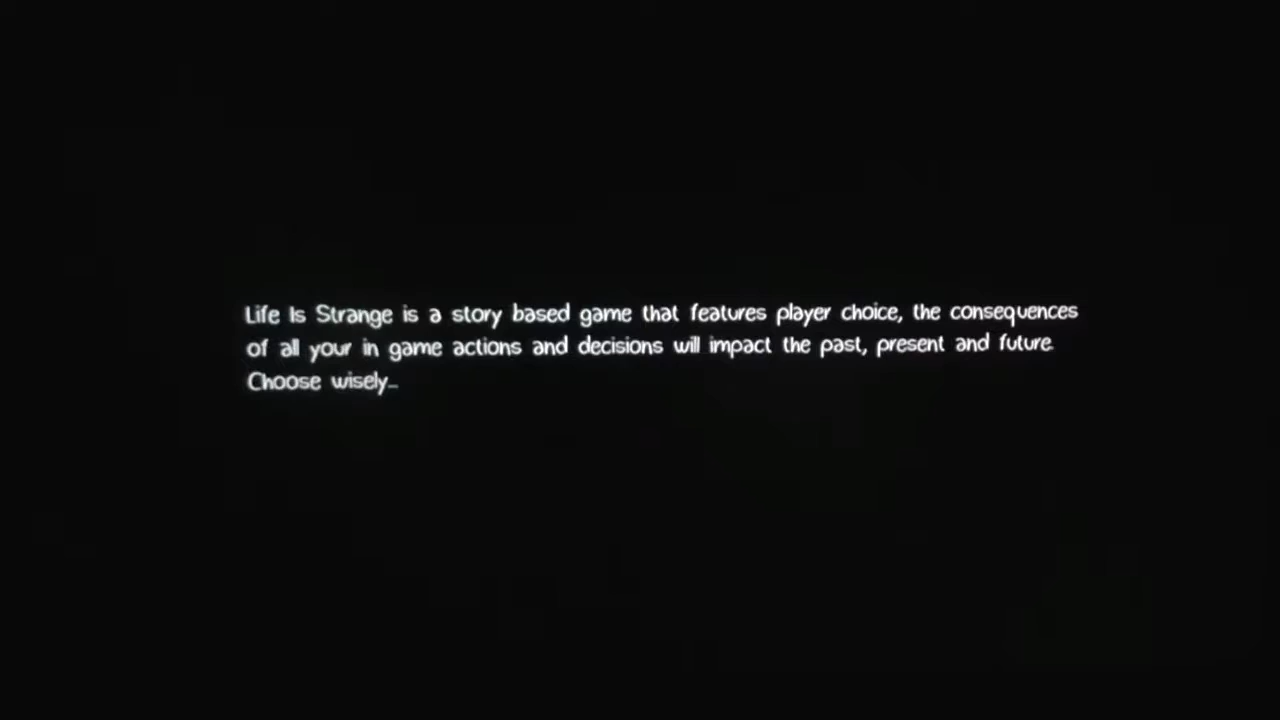 Life Is Strange is a story based game that features player choice, the consequences
of all your in game actions and decisions will impact the past, present and future.
Choose wisely...